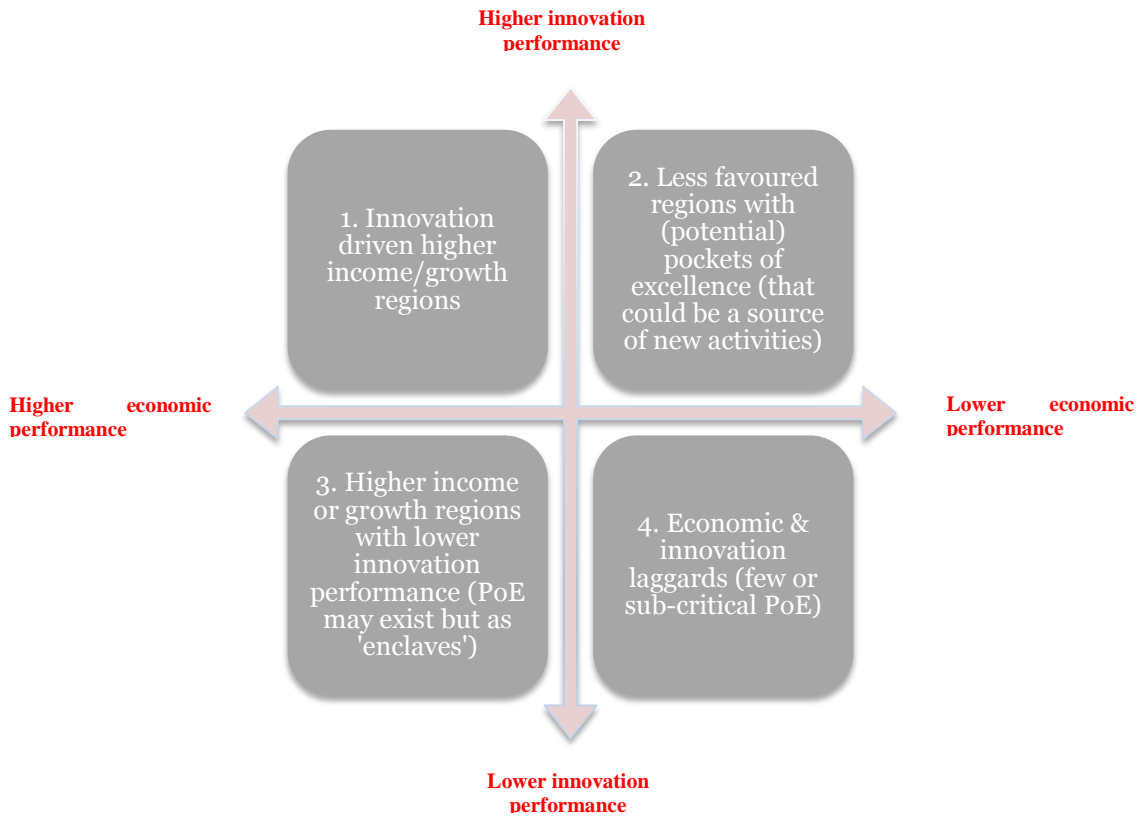 Higher innovation
performance
1. Innovation
driven higher
income/growth
regions
2. Less favoured
regions with
(potential)
pockets of
excellence (that
could be a source
of new activities)
Higher economic
performance
Lower economic
performance
3. Higher income
or growth regions
with lower
innovation
performance (PoE
may exist but as
'enclaves')
4. Economic &
innovation
laggards (few or
sub-critical PoE)
Lower innovation
performance